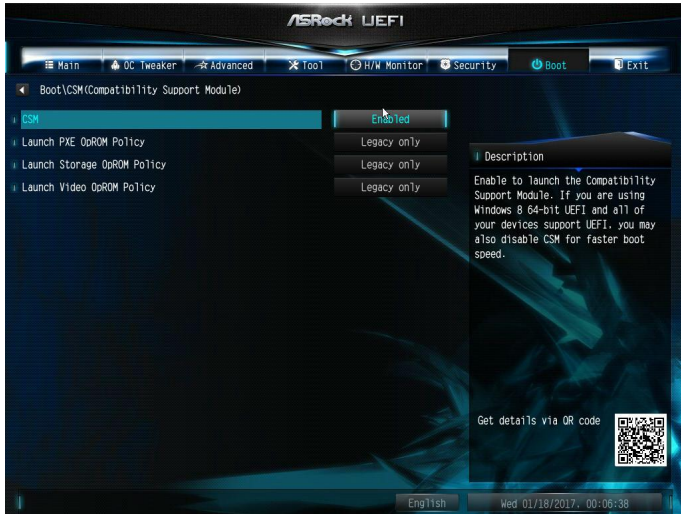 ASRock UEFI
Main OC Tweaker Advanced Tool H/W Monitor Security Boot Exit
Boot\CSM(Compatibility Support Module)
CSM Enabled
Launch PXE OpROM Policy Legacy only
Launch Storage OpROM Policy Legacy only
Launch Video OpROM Policy Legacy only
Description
Enable to launch the Compatibility
Support Module. If you are using
Windows 8 64-bit UEFI and all of
your devices support UEFI. you may
also disable CSM for faster boot
speed.
Get details via QR code
English Wed 01/18/2017. 00:06:38